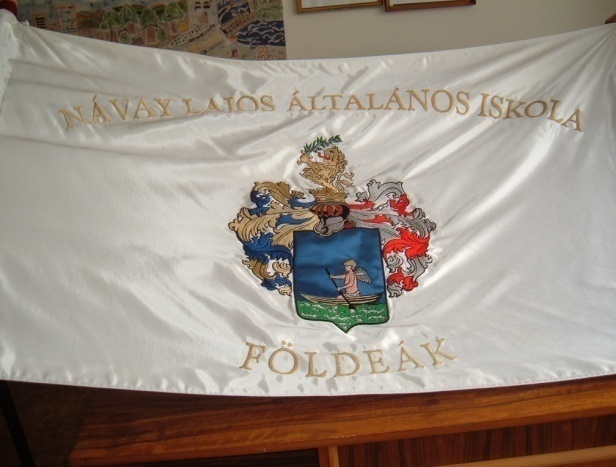 NÁVAY LAJOS ÁLTALÁNOS ISKOLA
FÖLDEÁK